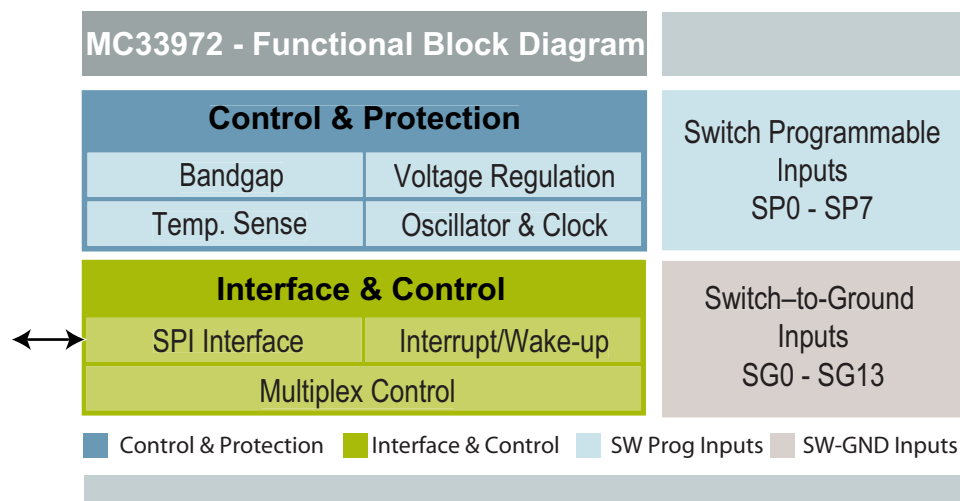 MC33972 - Functional Block Diagram
Control & Protection
Bandgap
Voltage Regulation
Temp. Sense
Oscillator & Clock
Switch Programmable
Inputs
SP0 - SP7
Interface & Control
SPI Interface
Interrupt/Wake-up
Multiplex Control
Switch–to-Ground
Inputs
SG0 - SG13
Control & Protection
Interface & Control
SW Prog Inputs
SW-GND Inputs